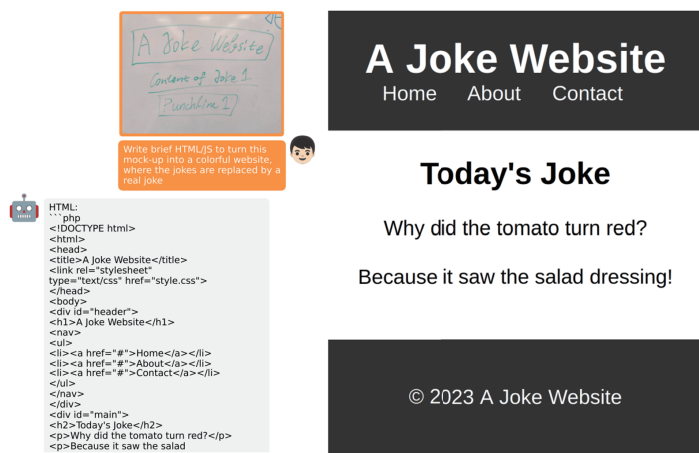 A Joke Website
Content of Joke 1
Punchline 1
Write brief HTML/JS to turn this
mock-up into a colorful website,
where the jokes are replaced by a
real joke
HTML:
```php
<!DOCTYPE html>
<html>
<head>
<title>A Joke Website</title>
<link rel="stylesheet"
type="text/css" href="style.css">
</head>
<body>
<div id="header">
<h1>A Joke Website</h1>
<nav>
<ul>
<li><a href="#">Home</a></li>
<li><a href="#">About</a></li>
<li><a href="#">Contact</a></li>
</ul>
</nav>
</div>
<div id="main">
<h2>Today's Joke</h2>
<p>Why did the tomato turn red?</p>
<p>Because it saw the salad
A Joke Website
Home About Contact
Today's Joke
Why did the tomato turn red?
Because it saw the salad dressing!
© 2023 A Joke Website